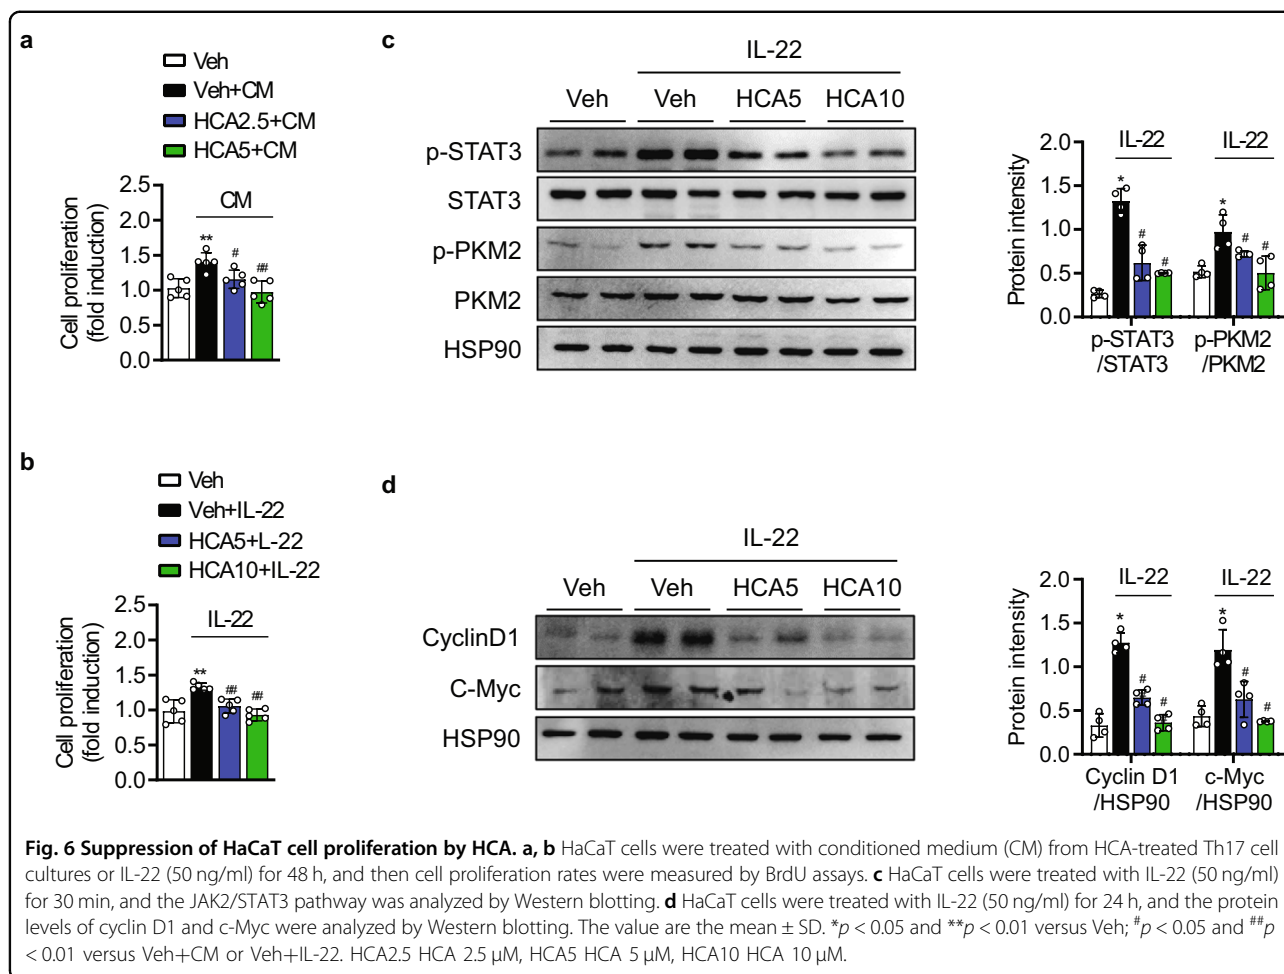 a
Veh
Veh+CM
HCA2.5+CM
HCA5+CM
Cell proliferation
(fold induction)
2.5
2.0
1.5
1.0
0.5
0.0
CM
**
#
##
b
Veh
Veh+IL-22
HCA5+L-22
HCA10+IL-22
Cell proliferation
(fold induction)
2.5
2.0
1.5
1.0
0.5
0.0
IL-22
**
##
##
c
IL-22
Veh Veh HCA5 HCA10
p-STAT3
STAT3
p-PKM2
PKM2
HSP90
Protein intensity
2.0
1.5
1.0
0.5
0.0
IL-22 IL-22
*
#
#
*
#
#
p-STAT3
/STAT3
p-PKM2
/PKM2
d
IL-22
Veh Veh HCA5 HCA10
CyclinD1
C-Myc
HSP90
Protein intensity
2.0
1.5
1.0
0.5
0.0
IL-22 IL-22
*
#
#
*
#
#
Cyclin D1
/HSP90
c-Myc
/HSP90
Fig. 6 Suppression of HaCaT cell proliferation by HCA. a, b HaCaT cells were treated with conditioned medium (CM) from HCA-treated Th17 cell
cultures or IL-22 (50 ng/ml) for 48 h, and then cell proliferation rates were measured by BrdU assays. c HaCaT cells were treated with IL-22 (50 ng/ml)
for 30 min, and the JAK2/STAT3 pathway was analyzed by Western blotting. d HaCaT cells were treated with IL-22 (50 ng/ml) for 24 h, and the protein
levels of cyclin D1 and c-Myc were analyzed by Western blotting. The value are the mean ± SD. *p < 0.05 and **p < 0.01 versus Veh; #p < 0.05 and ##p
< 0.01 versus Veh+CM or Veh+IL-22. HCA2.5 HCA 2.5 μM, HCA5 HCA 5 μM, HCA10 HCA 10 μM.